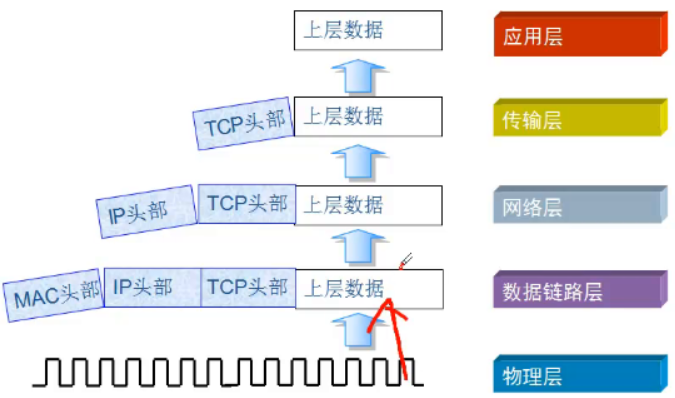 上层数据 应用层
TCP头部 上层数据 传输层
IP头部 TCP头部 上层数据 网络层
MAC头部 IP头部 TCP头部 上层数据 数据链路层
物理层